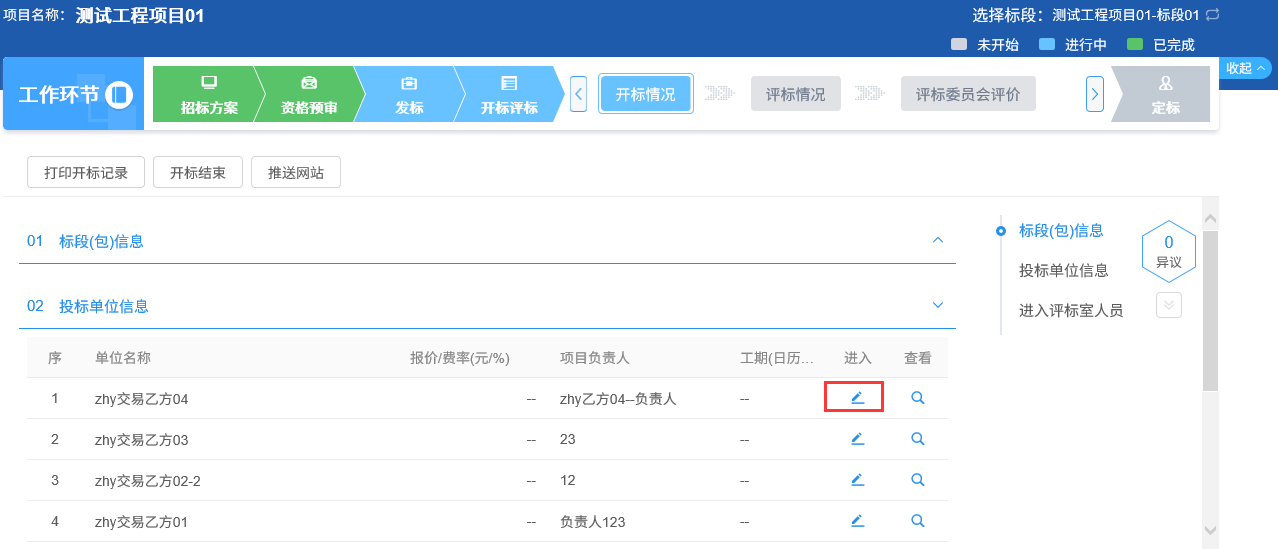 项目名称： 测试工程项目01
选择标段： 测试工程项目01-标段01
未开始 进行中 已完成
收起
工作环节
招标方案 资格预审 发标 开标评标 开标情况 评标情况 评标委员会评价 定标
打印开标记录 开标结束 推送网站
01 标段(包)信息
02 投标单位信息
序 单位名称 报价/费率(元/%) 项目负责人 工期(日历... 进入 查看
1 zhy交易乙方04 -- zhy乙方04--负责人 --
2 zhy交易乙方03 -- 23 --
3 zhy交易乙方02-2 -- 12 --
4 zhy交易乙方01 -- 负责人123 --
标段(包)信息
投标单位信息
进入评标室人员
0
异议